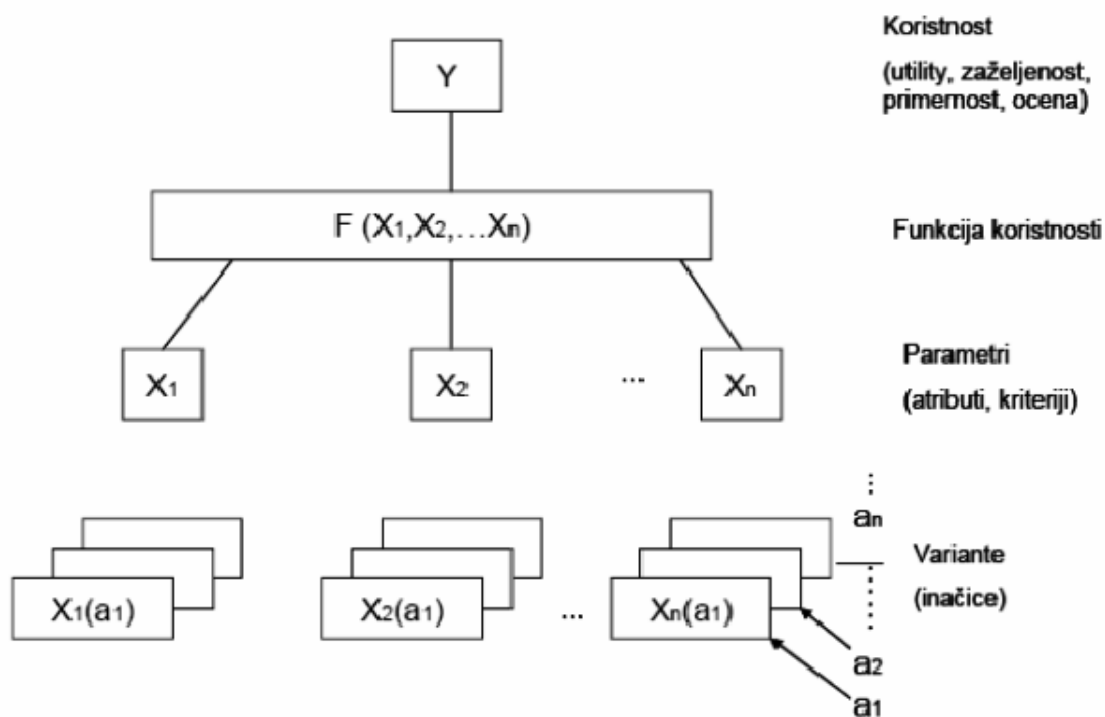 Koristnost
(utility, zaželjenost,
primernost, ocena)
Y
F (X1,X2,...Xn)
Funkcija koristnosti
X1
X2
...
Xn
Parametri
(atributi, kriteriji)
...
an
X1(a1)
X2(a1)
...
Xn(a1)
Variante
(inačice)
a2
a1